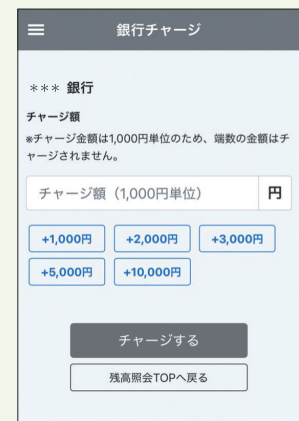 銀行チャージ
*** 銀行
チャージ額
※チャージ金額は1,000円単位のため、端数の金額はチ
ャージされません。
チャージ額（1,000円単位） 円
+1,000円 +2,000円 +3,000円
+5,000円 +10,000円
チャージする
残高照会TOPへ戻る